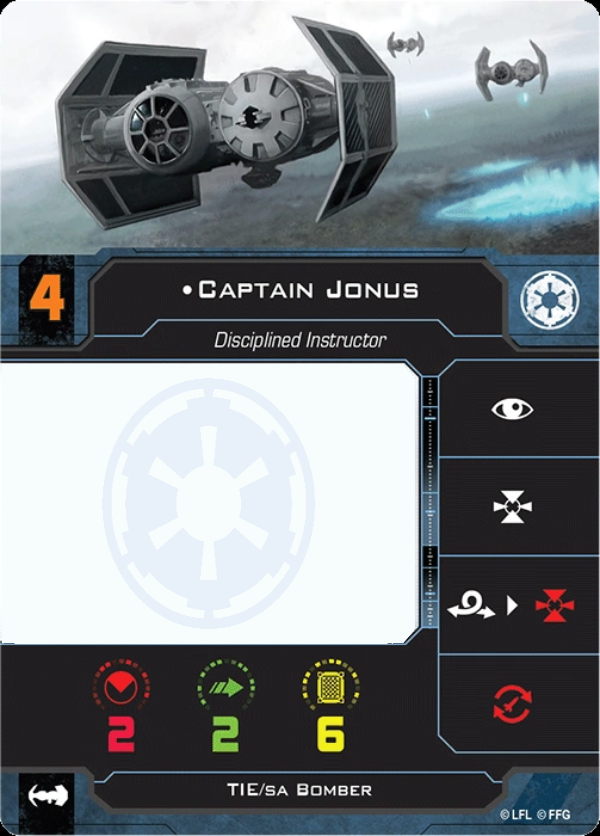 4
•Captain Jonus
Disciplined Instructor
2 2 6
TIE/sa Bomber
© LFL © FFG